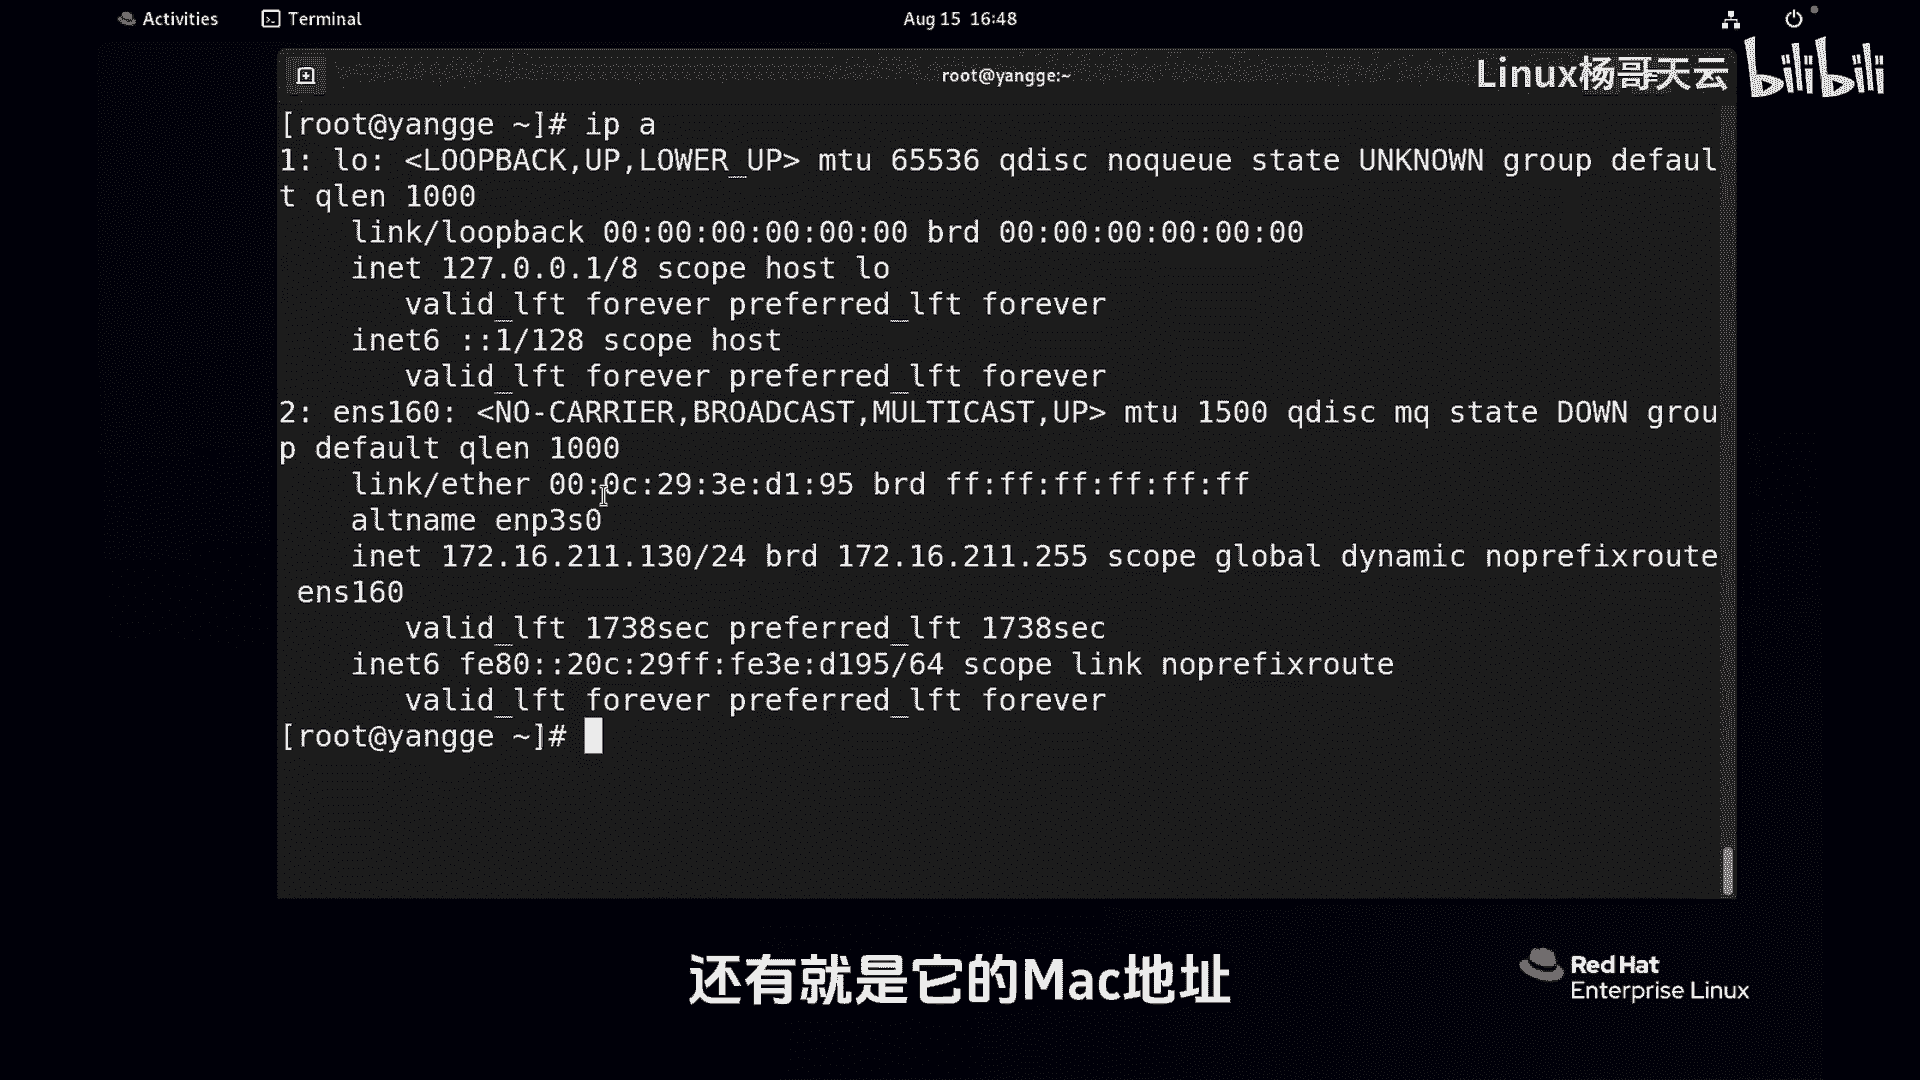 Activities
Terminal
Aug 15 16:48
root@yangge:~
Linux杨哥天云
bilibili
[root@yangge ~]# ip a
1: lo: <LOOPBACK,UP,LOWER_UP> mtu 65536 qdisc noqueue state UNKNOWN group defaul
t qlen 1000
    link/loopback 00:00:00:00:00:00 brd 00:00:00:00:00:00
    inet 127.0.0.1/8 scope host lo
       valid_lft forever preferred_lft forever
    inet6 ::1/128 scope host
       valid_lft forever preferred_lft forever
2: ens160: <NO-CARRIER,BROADCAST,MULTICAST,UP> mtu 1500 qdisc mq state DOWN grou
p default qlen 1000
    link/ether 00:0c:29:3e:d1:95 brd ff:ff:ff:ff:ff:ff
    altname enp3s0
    inet 172.16.211.130/24 brd 172.16.211.255 scope global dynamic noprefixroute
 ens160
       valid_lft 1738sec preferred_lft 1738sec
    inet6 fe80::20c:29ff:fe3e:d195/64 scope link noprefixroute
       valid_lft forever preferred_lft forever
[root@yangge ~]#
还有就是它的Mac地址
Red Hat
Enterprise Linux